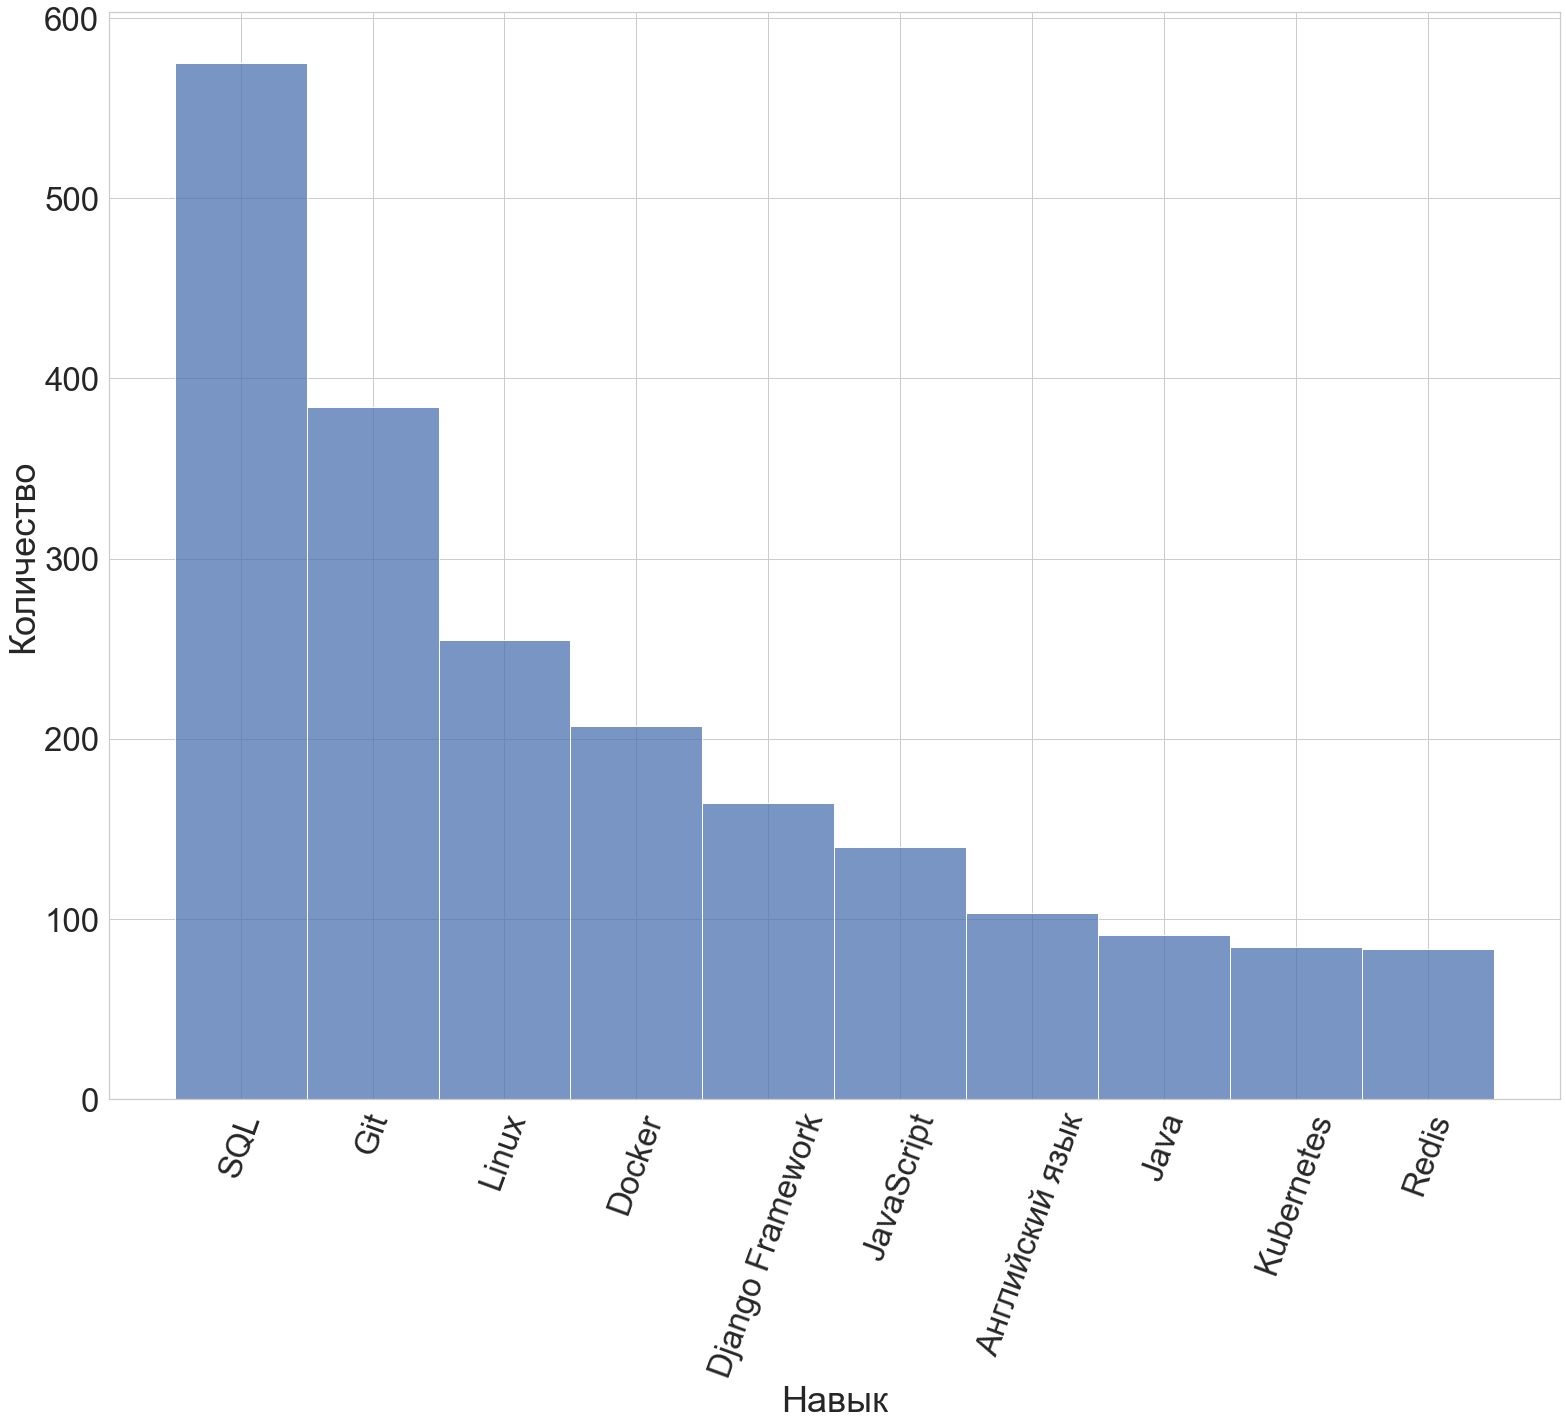 600
500
400
300
200
100
0
Количество
SQL
Git
Linux
Docker
Django Framework
JavaScript
Английский язык
Java
Kubernetes
Redis
Навык